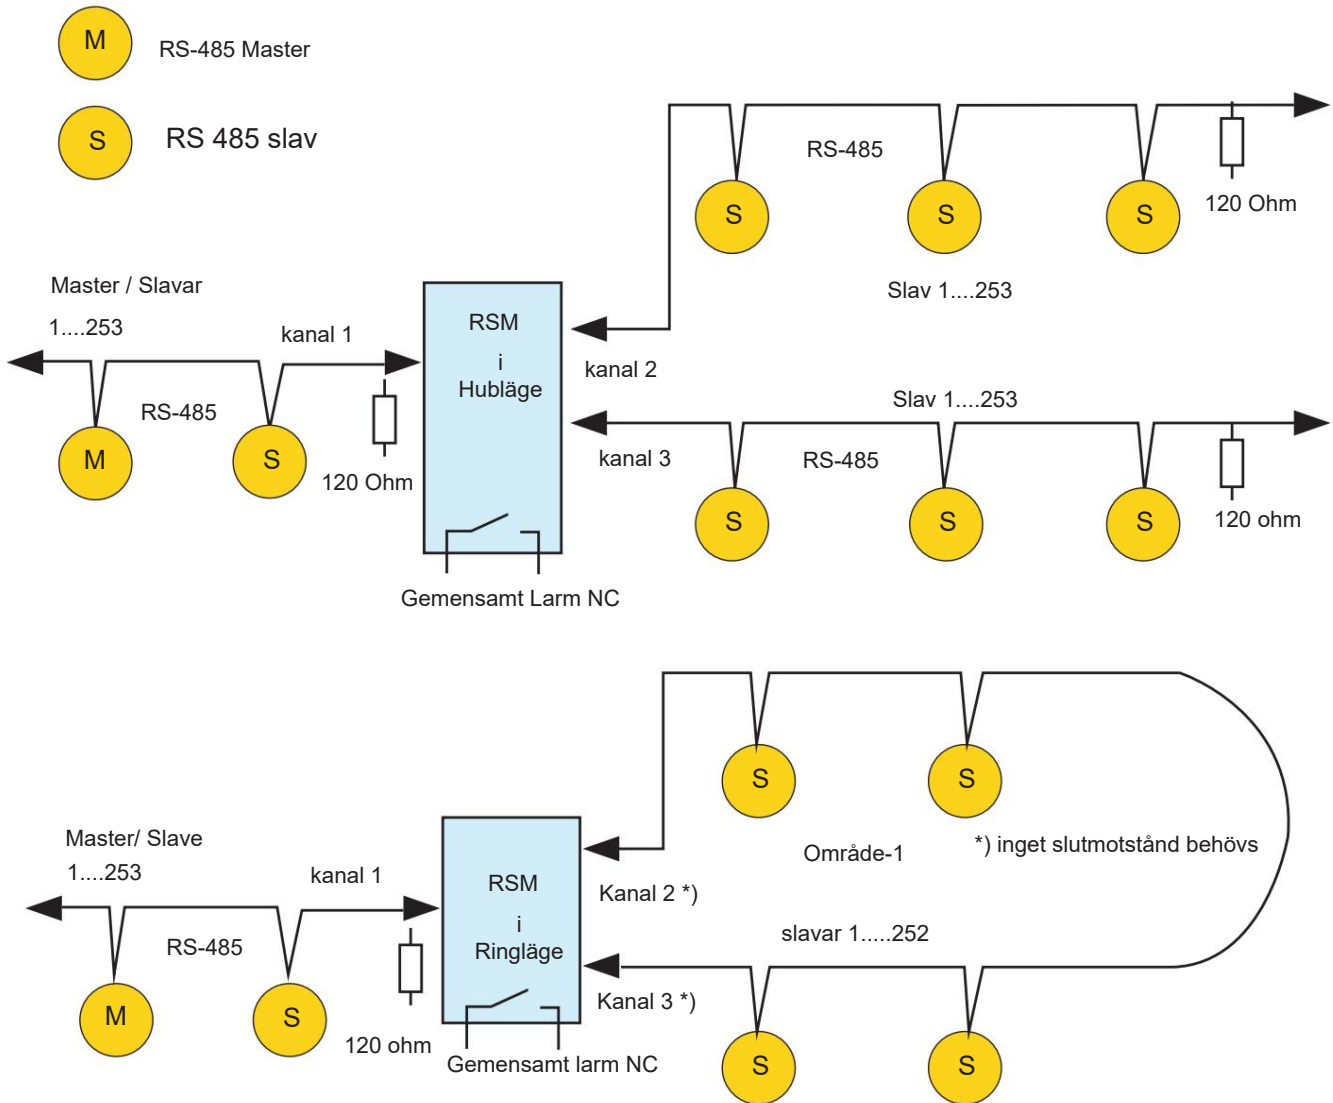 M
RS-485 Master
S
RS 485 slav
RS-485
S
S
S
120 Ohm
Slav 1....253
Master / Slavar
1....253
kanal 1
RSM
i
Hubläge
kanal 2
RS-485
M
S
120 Ohm
Slav 1....253
kanal 3
RS-485
S
S
S
120 ohm
Gemensamt Larm NC
S
S
Område-1
*) inget slutmotstånd behövs
Master/ Slave
1....253
kanal 1
RSM
i
Ringläge
Kanal 2 *)
RS-485
slavar 1.....252
Kanal 3 *)
M
S
120 ohm
Gemensamt larm NC
S
S